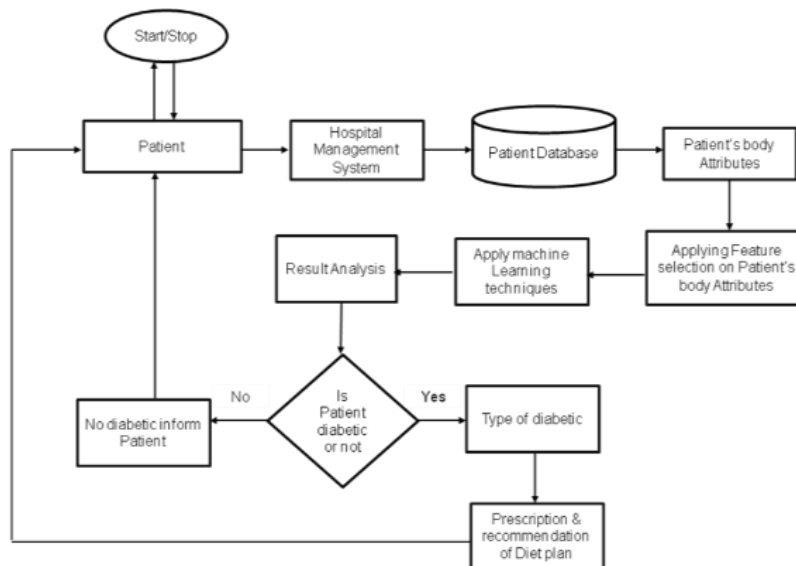 Start/Stop
Patient
Hospital
Management
System
Patient Database
Patient's body
Attributes
Result Analysis
Apply machine
Learning
techniques
Applying Feature
selection on Patient's
body Attributes
No diabetic inform
Patient
No
Is
Patient
diabetic
or not
Yes
Type of diabetic
Prescription &
recommendation
of Diet plan